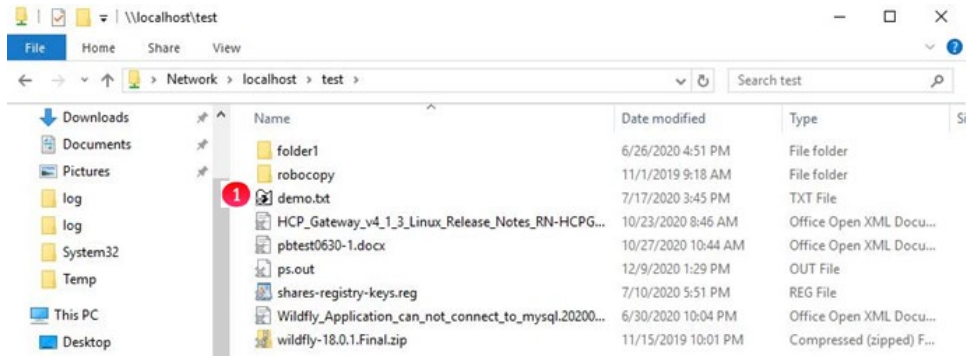 \\localhost\test
File Home Share View
Network > localhost > test > Search test
Downloads
Documents
Pictures
log
log
System32
Temp
This PC
Desktop
Name Date modified Type Si
folder1 6/26/2020 4:51 PM File folder
robocopy 11/1/2019 9:18 AM File folder
1 demo.txt 7/17/2020 3:45 PM TXT File
HCP_Gateway_v4_1_3_Linux_Release_Notes_RN-HCPG... 10/23/2020 8:46 AM Office Open XML Docu...
pbtest0630-1.docx 10/27/2020 10:44 AM Office Open XML Docu...
ps.out 12/9/2020 1:29 PM OUT File
shares-registry-keys.reg 7/10/2020 5:51 PM REG File
Wildfly_Application_can_not_connect_to_mysql.20200... 6/30/2020 10:04 PM Office Open XML Docu...
wildfly-18.0.1.Final.zip 11/15/2019 10:01 PM Compressed (zipped) F...